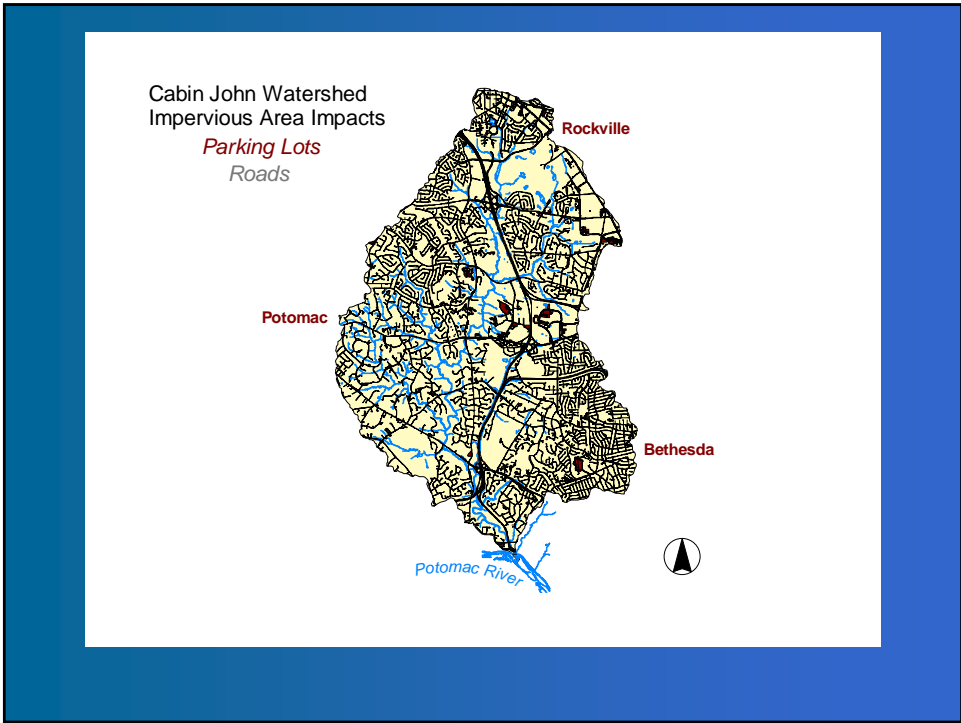 Cabin John Watershed
Impervious Area Impacts
Parking Lots
Roads
Rockville
Potomac
Bethesda
Potomac River